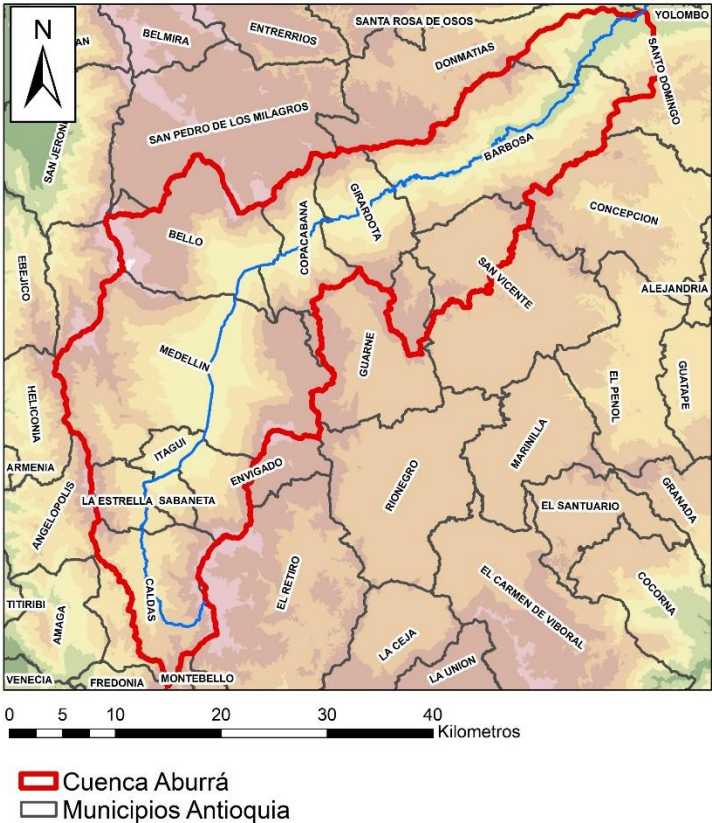 N
YOLOMBO
SANTA ROSA DE OSOS
ENTRERRIOS
BELMIRA
AN
DONMATIAS
SANTO DOMINGO
SAN PEDRO DE LOS MILAGROS
SAN JERONI
BARBOSA
GIRARDOTA
COPACABANA
CONCEPCION
BELLO
EBEJICO
SAN VICENTE
ALEJANDRIA
MEDELLIN
GUARNE
GUATAPE
EL PENOL
HELICONIA
ITAGUI
MARINILLA
ARMENIA
ENVIGADO
RIONEGRO
LA ESTRELLA
SABANETA
GRANADA
EL SANTUARIO
ANGELOPOLIS
CALDAS
EL RETIRO
EL CARMEN DE VIBORAL
COCORNA
TITIRIBI
AMAGA
LA CEJA
LA UNION
VENECIA
FREDONIA
MONTEBELLO
0 5 10 20 30 40
Kilometros
Cuenca Aburrá
Municipios Antioquia